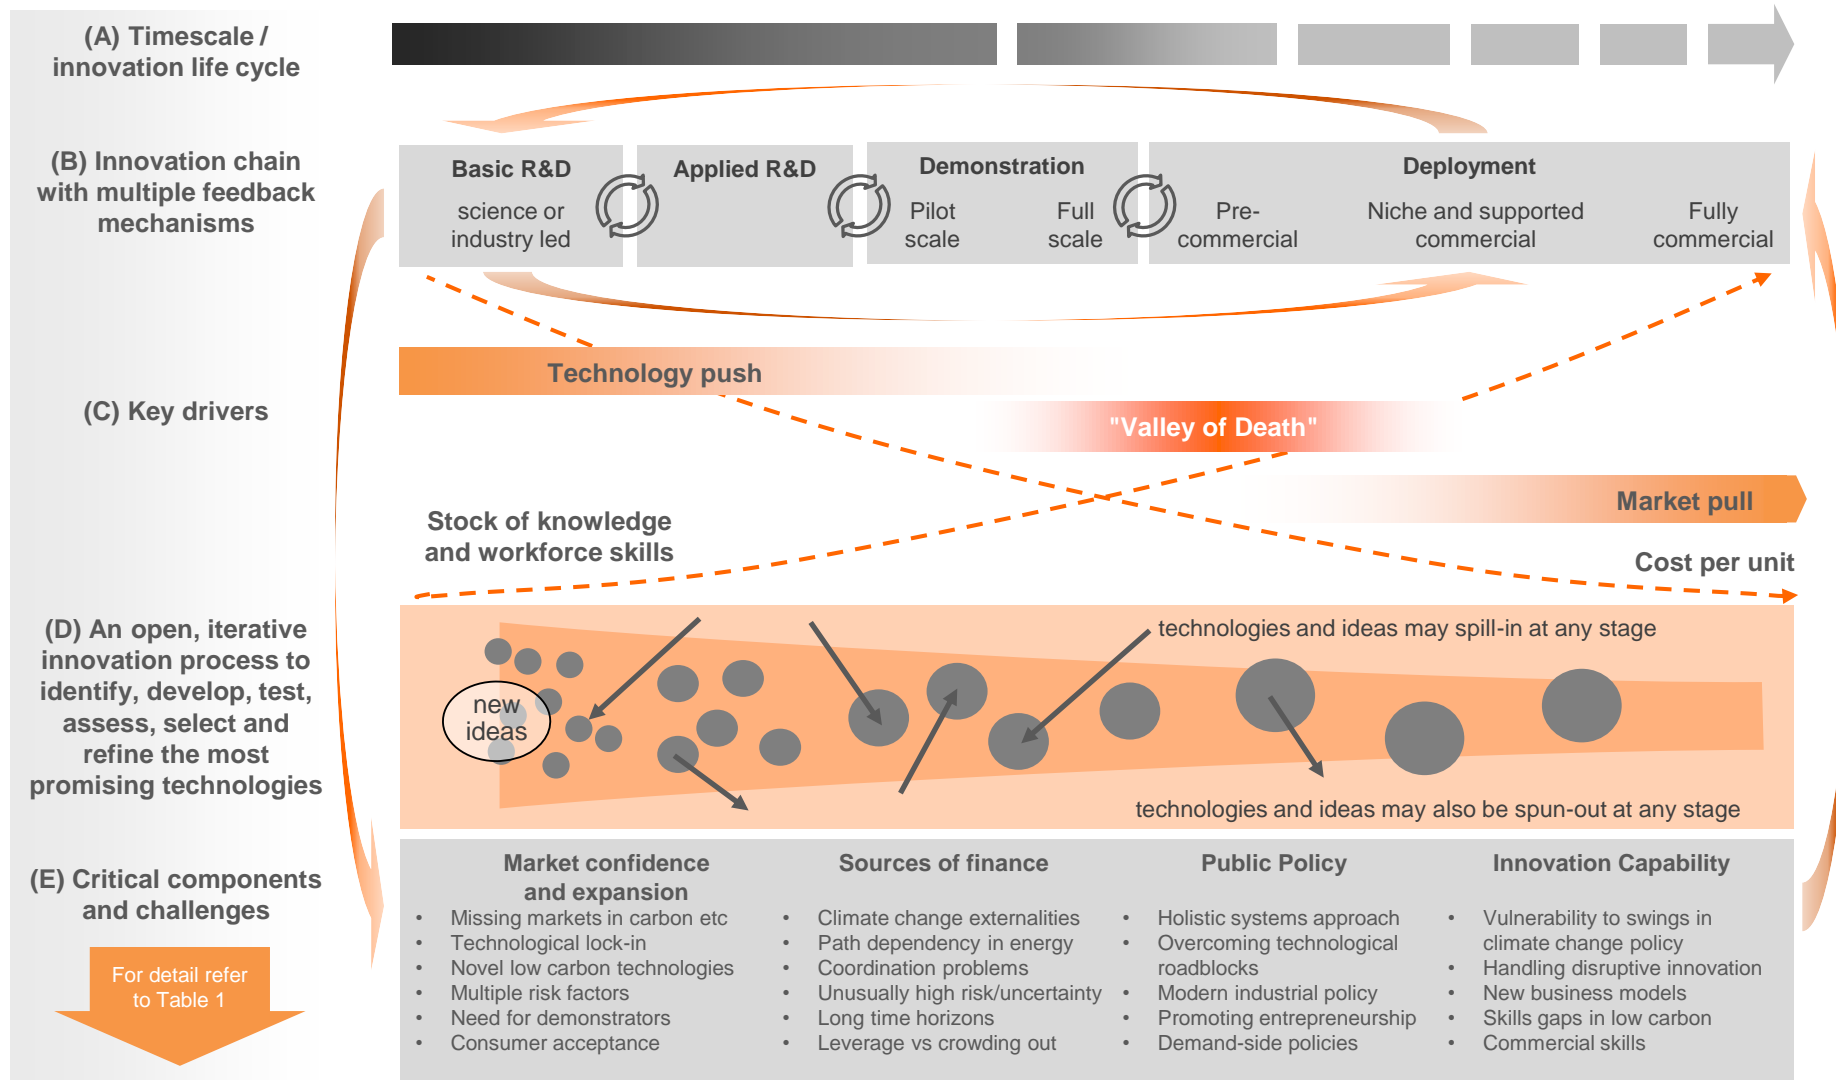 (A) Timescale /
innovation life cycle
(B) Innovation chain
with multiple feedback
mechanisms
Basic R&D
science or
industry led
Applied R&D
Demonstration
Pilot
scale
Full
scale
Deployment
Pre-
commercial
Niche and supported
commercial
Fully
commercial
(C) Key drivers
Technology push
"Valley of Death"
Market pull
Stock of knowledge
and workforce skills
Cost per unit
(D) An open, iterative
innovation process to
identify, develop, test,
assess, select and
refine the most
promising technologies
new
ideas
technologies and ideas may spill-in at any stage
technologies and ideas may also be spun-out at any stage
(E) Critical components
and challenges
For detail refer
to Table 1
Market confidence
and expansion
• Missing markets in carbon etc
• Technological lock-in
• Novel low carbon technologies
• Multiple risk factors
• Need for demonstrators
• Consumer acceptance
Sources of finance
• Climate change externalities
• Path dependency in energy
• Coordination problems
• Unusually high risk/uncertainty
• Long time horizons
• Leverage vs crowding out
Public Policy
• Holistic systems approach
• Overcoming technological
roadblocks
• Modern industrial policy
• Promoting entrepreneurship
• Demand-side policies
Innovation Capability
• Vulnerability to swings in
climate change policy
• Handling disruptive innovation
• New business models
• Skills gaps in low carbon
• Commercial skills